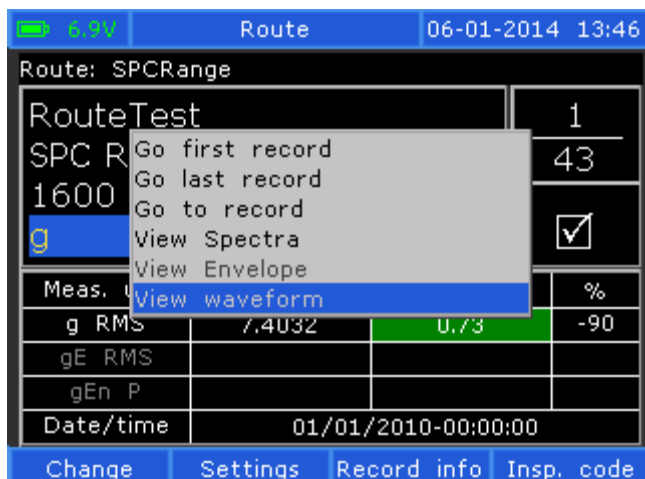 6.9V Route 06-01-2014 13:46
Route: SPCRange
RouteTest 1
SPC R 43
1600
g
Go first record
Go last record
Go to record
View Spectra
View Envelope
View waveform
Meas. %
g RMS 7.4032 0.73 -90
gE RMS
gEn P
Date/time 01/01/2010-00:00:00
Change Settings Record info Insp. code